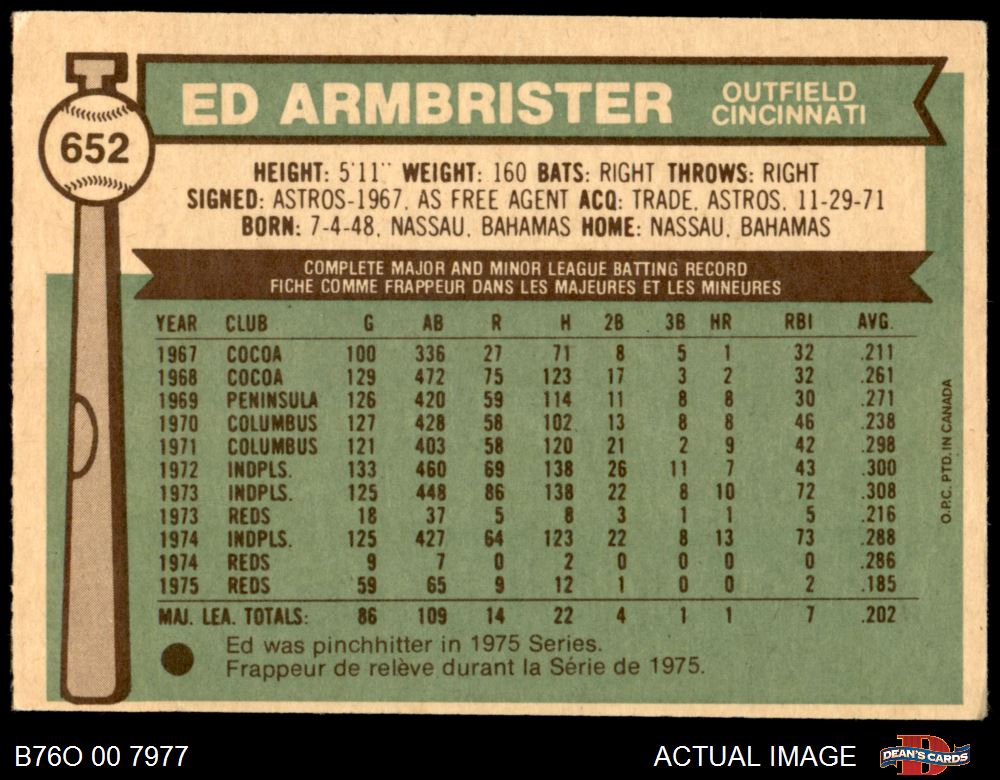 652
ED ARMBRISTER
OUTFIELD
CINCINNATI
HEIGHT: 5'11" WEIGHT: 160 BATS: RIGHT THROWS: RIGHT
SIGNED: ASTROS-1967, AS FREE AGENT ACQ: TRADE, ASTROS, 11-29-71
BORN: 7-4-48, NASSAU, BAHAMAS HOME: NASSAU, BAHAMAS
COMPLETE MAJOR AND MINOR LEAGUE BATTING RECORD
FICHE COMME FRAPPEUR DANS LES MAJEURES ET LES MINEURES
YEAR CLUB G AB R H 2B 3B HR RBI AVG.
1967 COCOA 100 336 27 71 8 5 1 32 .211
1968 COCOA 129 472 75 123 17 3 2 32 .261
1969 PENINSULA 126 420 59 114 11 8 8 30 .271
1970 COLUMBUS 127 428 58 102 13 8 8 46 .238
1971 COLUMBUS 121 403 58 120 21 2 9 42 .298
1972 INDPLS. 133 460 69 138 26 11 7 43 .300
1973 INDPLS. 125 448 86 138 22 8 10 72 .308
1973 REDS 18 37 5 8 3 1 1 5 .216
1974 INDPLS. 125 427 64 123 22 8 13 73 .288
1974 REDS 9 7 0 2 0 0 0 0 .286
1975 REDS 59 65 9 12 1 0 0 2 .185
MAJ. LEA. TOTALS: 86 109 14 22 4 1 1 7 .202
Ed was pinchhitter in 1975 Series.
Frappeur de relève durant la Série de 1975.
O.P.C. PTD. IN CANADA
B76O 00 7977
ACTUAL IMAGE
DEAN'S CARDS